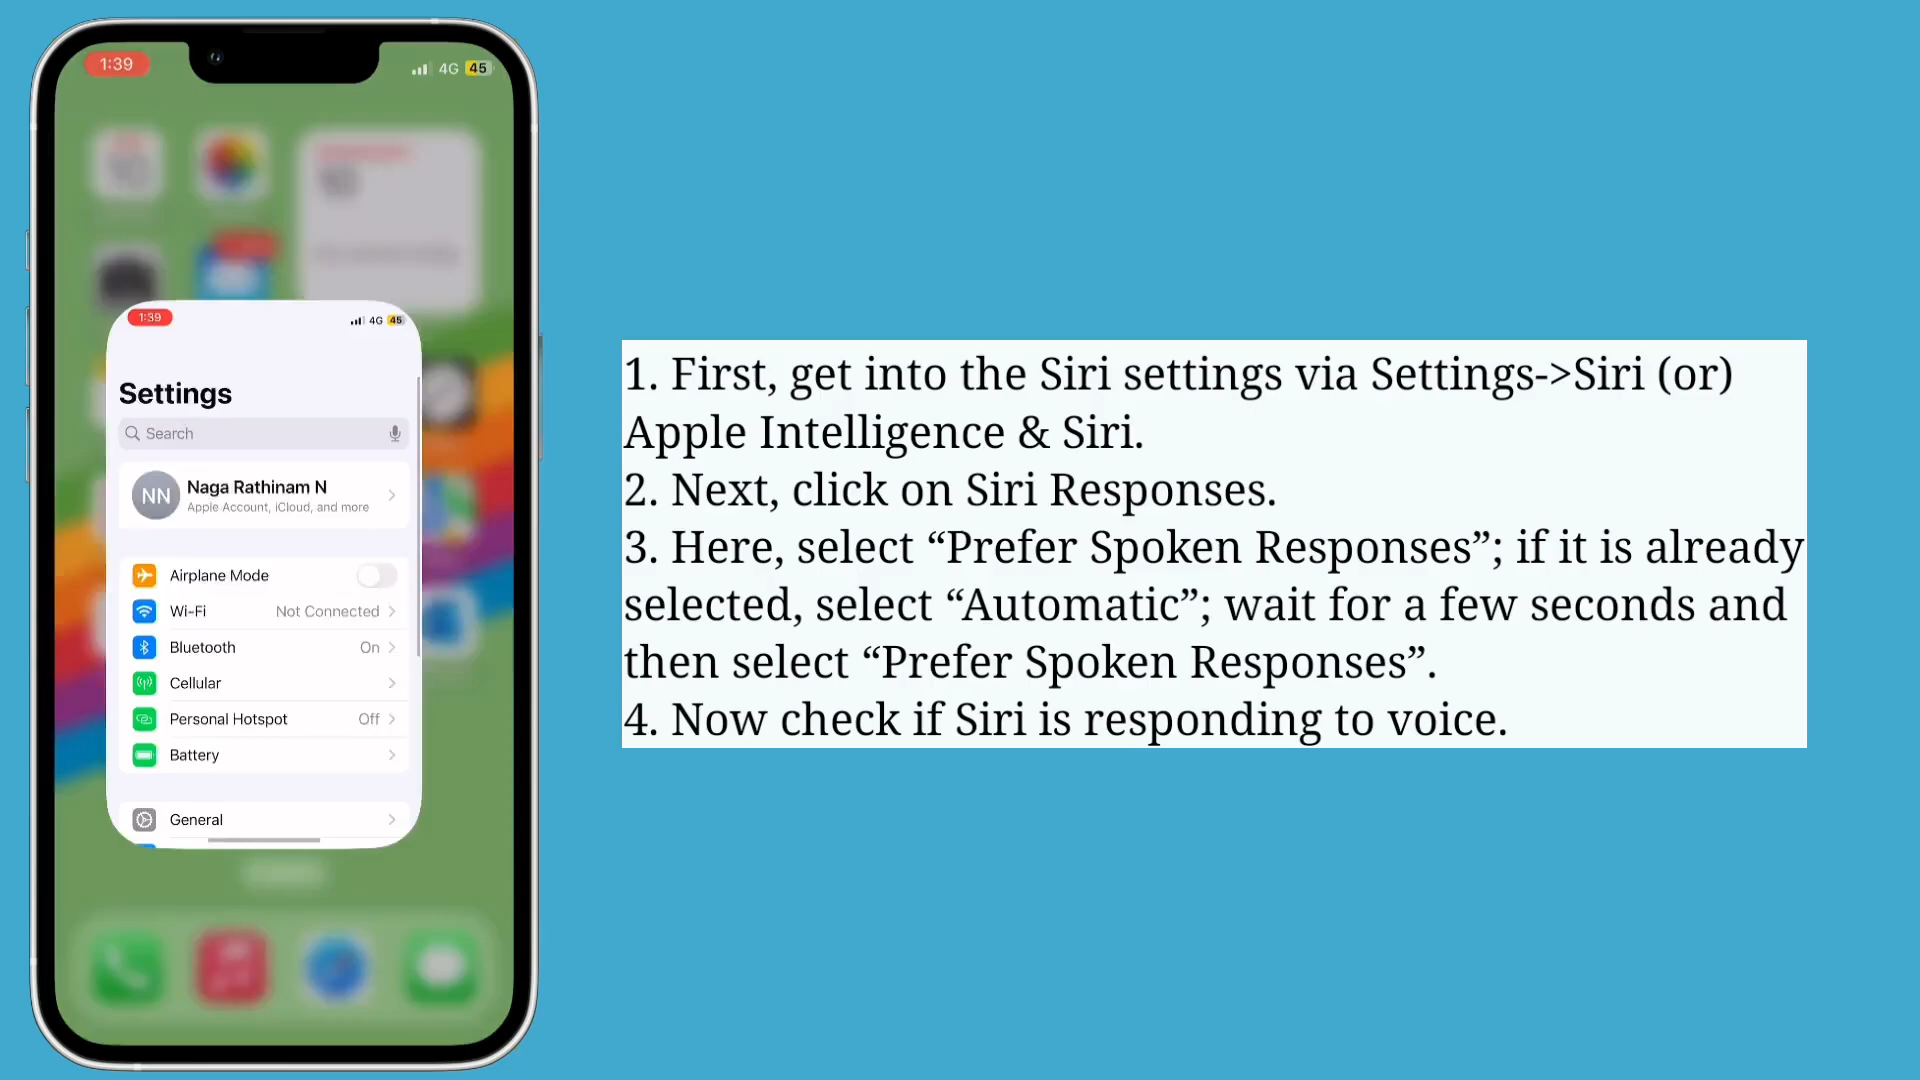 1:39
4G 45
1:39
4G 45
Settings
Search
NN
Naga Rathinam N
Apple Account, iCloud, and more
Airplane Mode
Wi-Fi Not Connected
Bluetooth On
Cellular
Personal Hotspot Off
Battery
General
1. First, get into the Siri settings via Settings->Siri (or)
Apple Intelligence & Siri.
2. Next, click on Siri Responses.
3. Here, select “Prefer Spoken Responses”; if it is already
selected, select “Automatic”; wait for a few seconds and
then select “Prefer Spoken Responses”.
4. Now check if Siri is responding to voice.